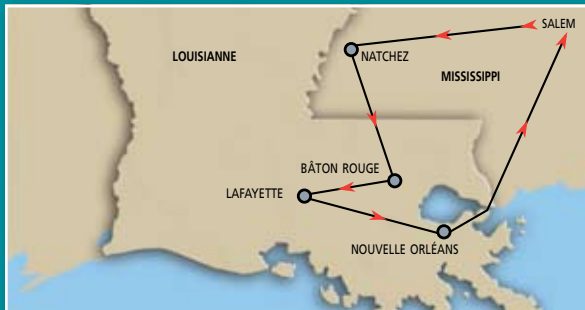 SALEM
LOUISIANNE
NATCHEZ
MISSISSIPPI
BÂTON ROUGE
LAFAYETTE
NOUVELLE ORLÉANS